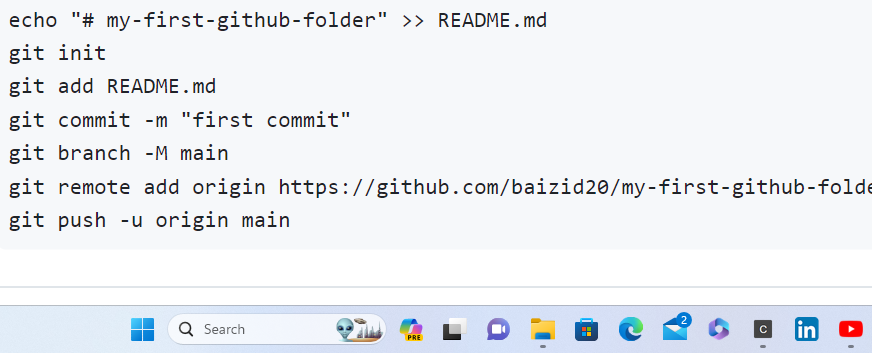 echo "# my-first-github-folder" >> README.md
git init
git add README.md
git commit -m "first commit"
git branch -M main
git remote add origin https://github.com/baizid20/my-first-github-folde
git push -u origin main
Search
PRE
2
C
in